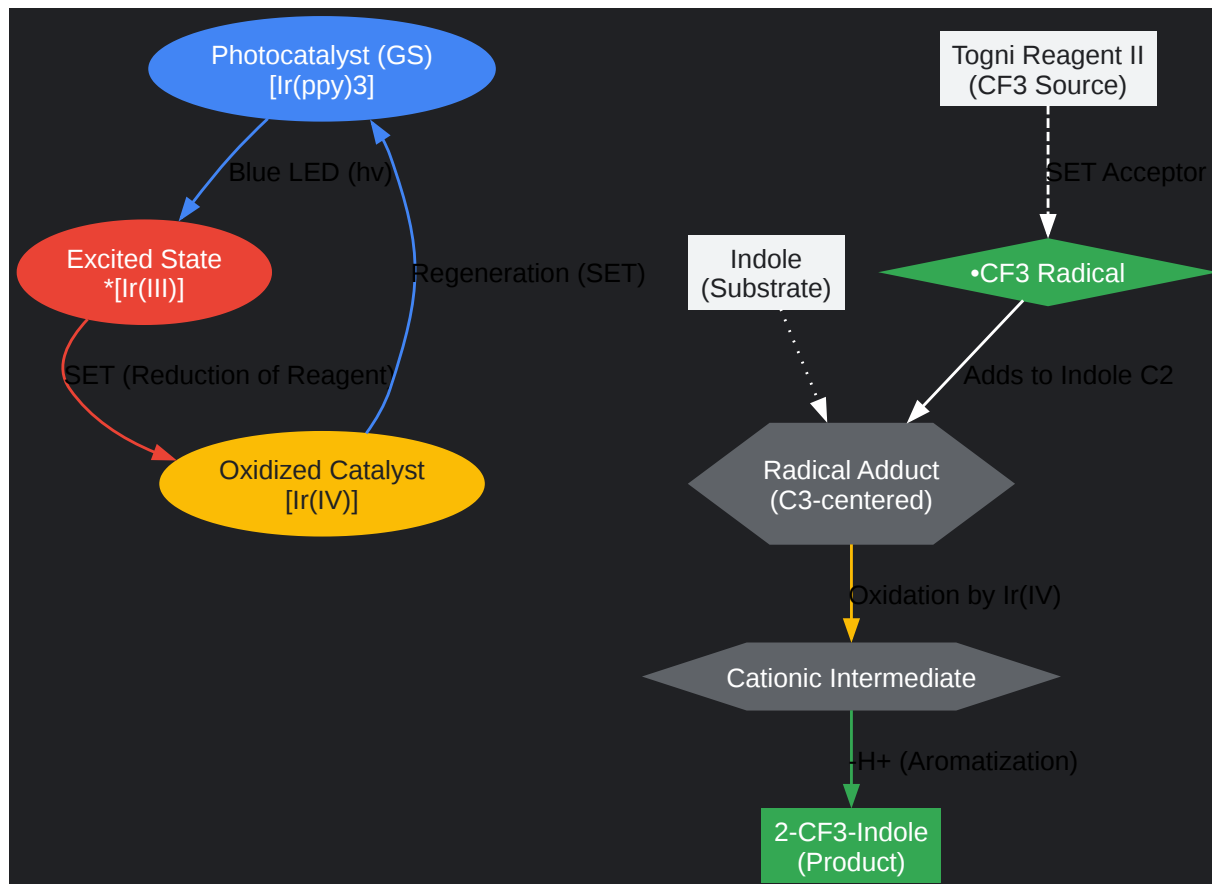 Photocatalyst (GS)
[Ir(ppy)3]
Togni Reagent II
(CF3 Source)
Blue LED (hv)
SET Acceptor
Excited State
*[Ir(III)]
Regeneration (SET)
Indole
(Substrate)
•CF3 Radical
SET (Reduction of Reagent)
Adds to Indole C2
Oxidized Catalyst
[Ir(IV)]
Radical Adduct
(C3-centered)
Oxidation by Ir(IV)
Cationic Intermediate
-H+ (Aromatization)
2-CF3-Indole
(Product)